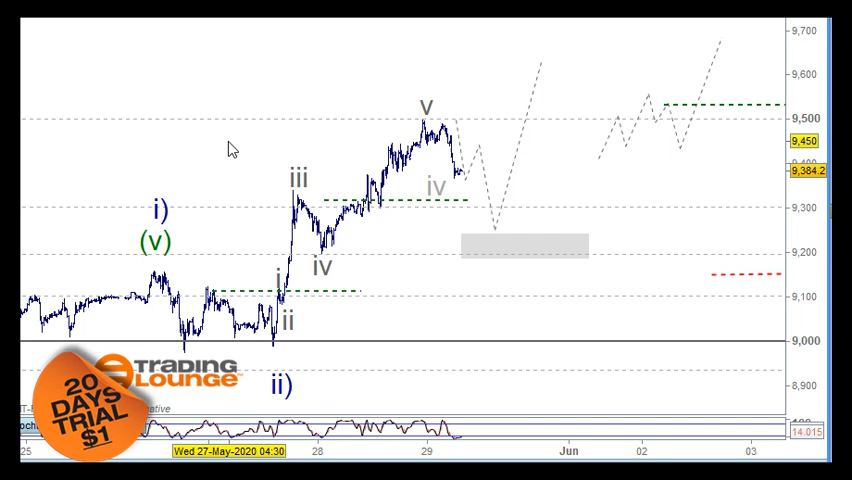 9,700
9,600
v
9,500
9,450
9,384.2
iii
iv
9,300
i)
(v)
9,200
iv
i
9,100
ii
9,000
TRADING
LOUNGE
ii)
20
DAYS
TRIAL
$1
8,900
14.015
25
Wed 27-May-2020 04:30
28
29
Jun
02
03